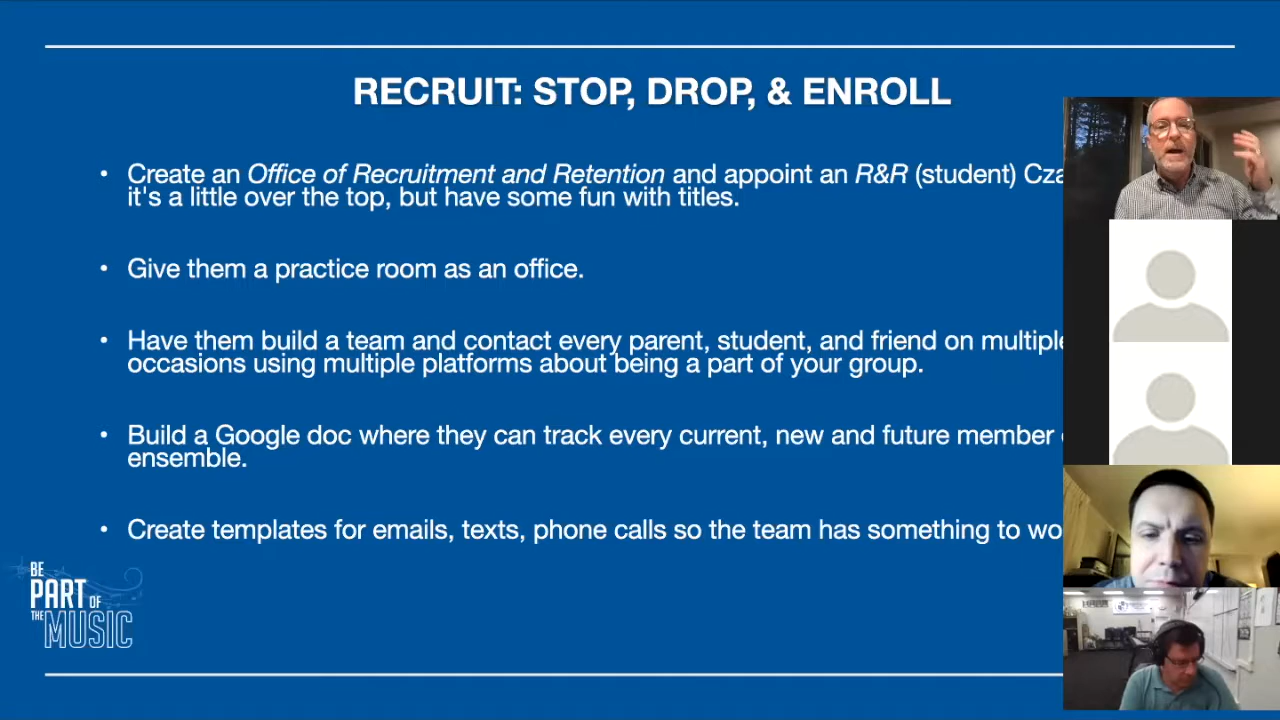 RECRUIT: STOP, DROP, & ENROLL
• Create an Office of Recruitment and Retention and appoint an R&R (student)
it's a little over the top, but have some fun with titles.
• Give them a practice room as an office.
• Have them build a team and contact every parent, student, and friend on multiple
occasions using multiple platforms about being a part of your group.
• Build a Google doc where they can track every current, new and future member
ensemble.
• Create templates for emails, texts, phone calls so the team has something to
BE
PART OF
THE MUSIC